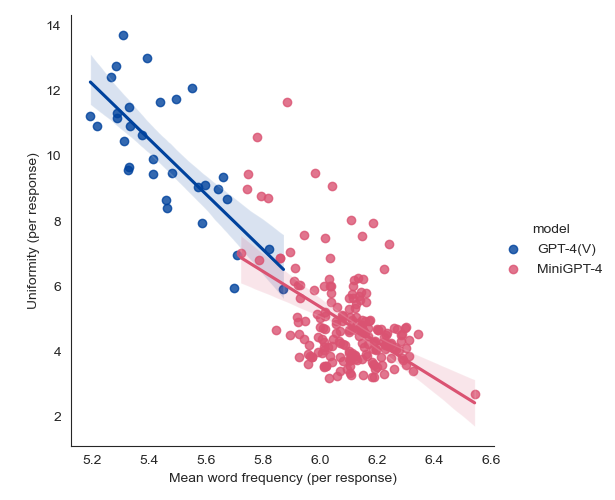 14
12
10
8
6
4
2
Uniformity (per response)
5.2 5.4 5.6 5.8 6.0 6.2 6.4 6.6
Mean word frequency (per response)
model
GPT-4(V)
MiniGPT-4